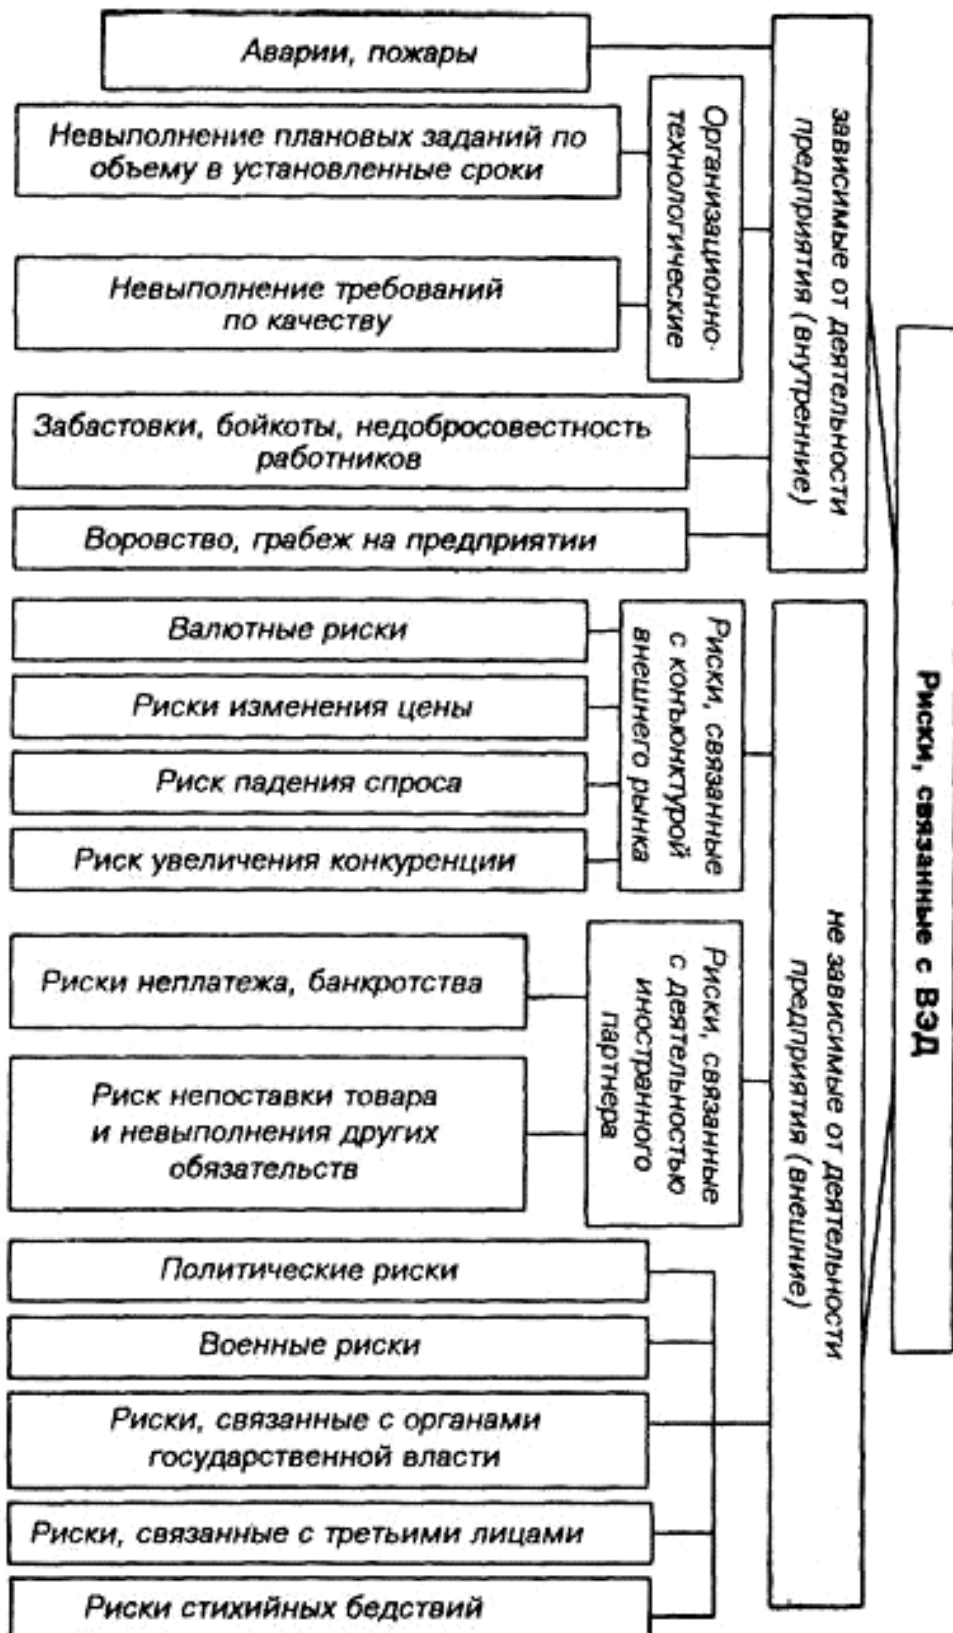 Риски, связанные с ВЭД
зависимые от деятельности
предприятия (внутренние)
Аварии, пожары
Организационно-
технологические
Невыполнение плановых заданий по
объему в установленные сроки
Невыполнение требований
по качеству
Забастовки, бойкоты, недобросовестность
работников
Воровство, грабеж на предприятии
не зависимые от деятельности
предприятия (внешние)
Риски, связанные
с конъюнктурой
внешнего рынка
Валютные риски
Риски изменения цены
Риск падения спроса
Риск увеличения конкуренции
Риски, связанные
с деятельностью
иностранного
партнера
Риски неплатежа, банкротства
Риск непоставки товара
и невыполнения других
обязательств
Политические риски
Военные риски
Риски, связанные с органами
государственной власти
Риски, связанные с третьими лицами
Риски стихийных бедствий